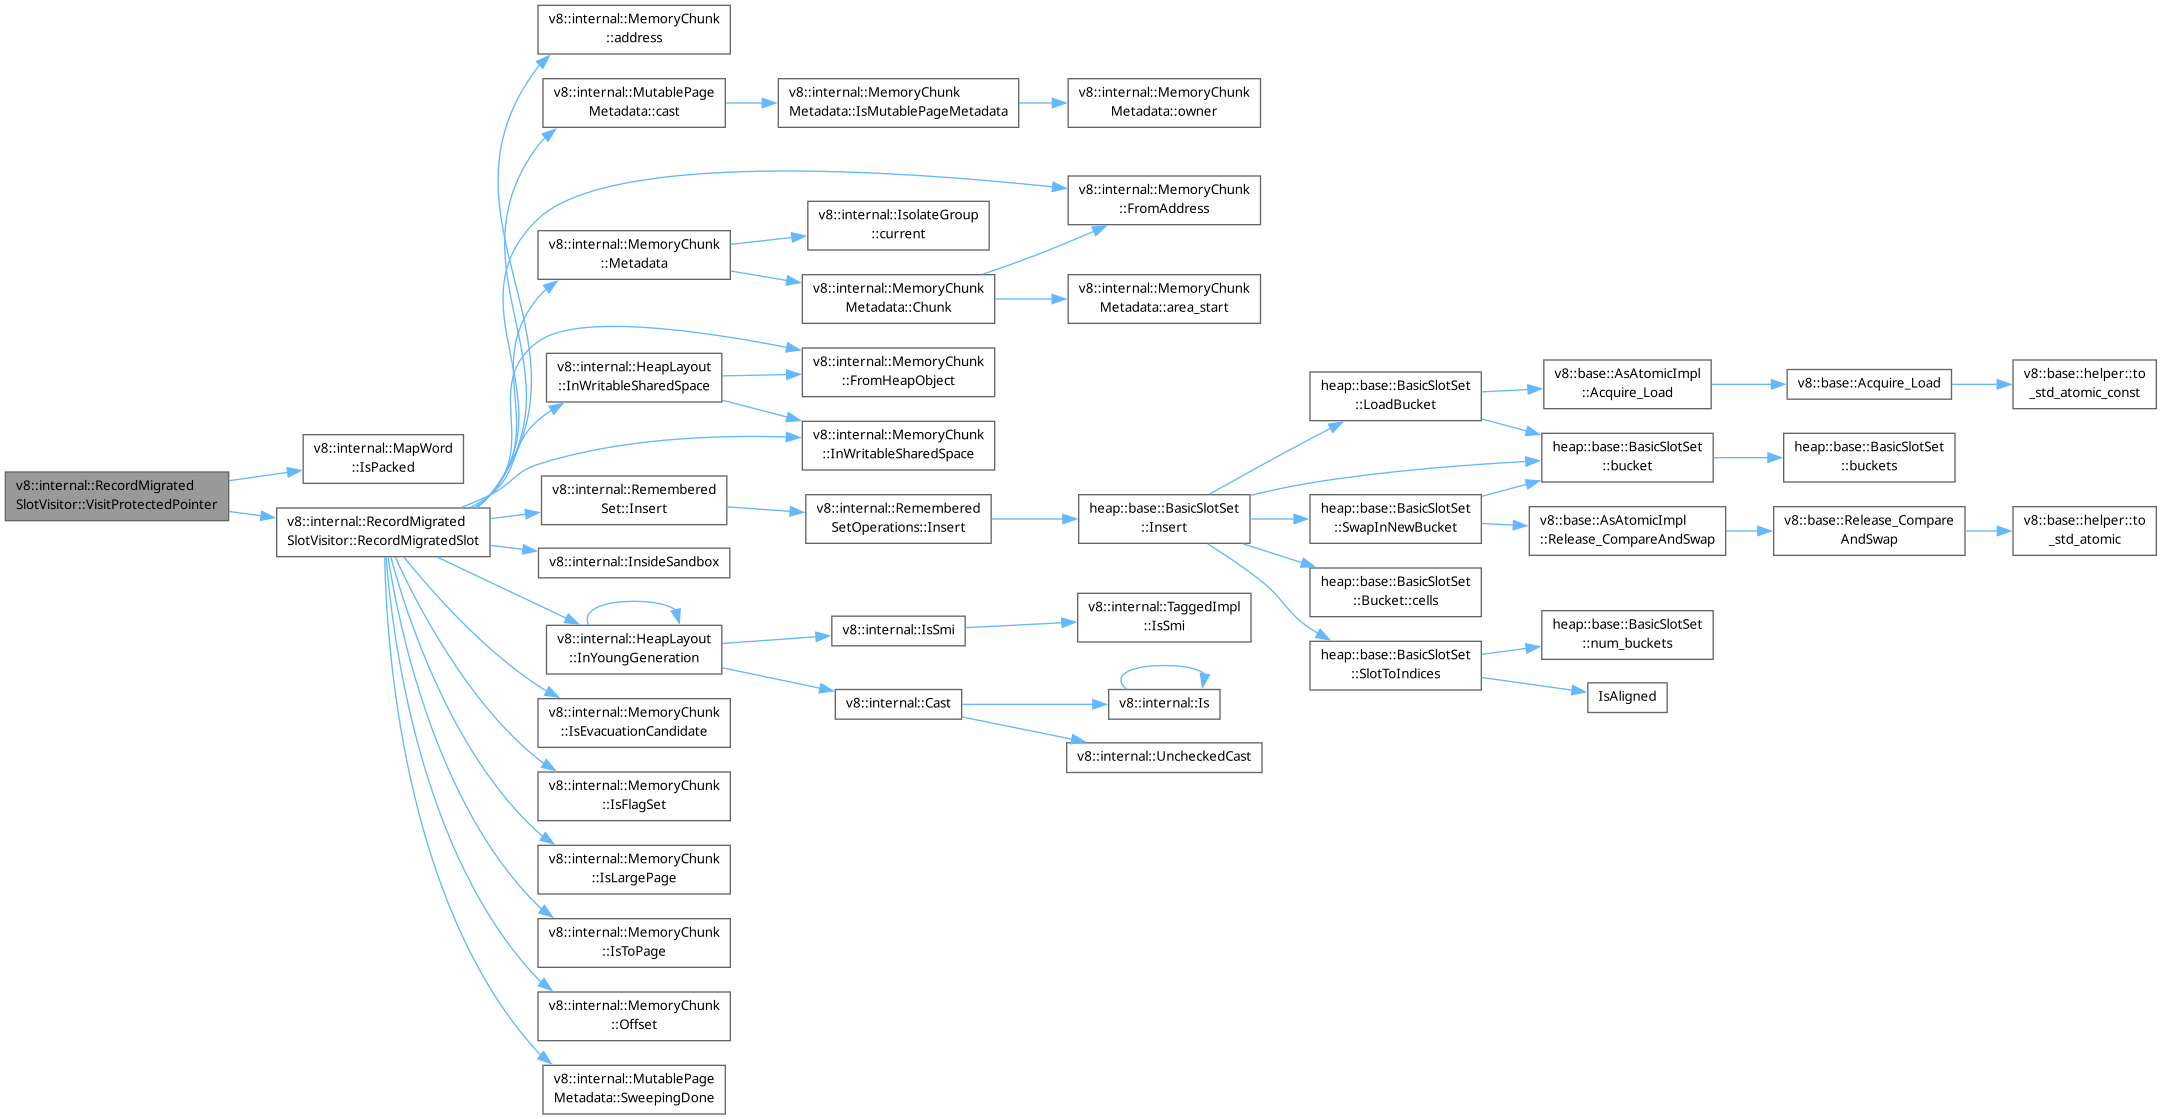 v8::internal::RecordMigrated
SlotVisitor::VisitProtectedPointer
v8::internal::MapWord
::IsPacked
v8::internal::RecordMigrated
SlotVisitor::RecordMigratedSlot
v8::internal::MemoryChunk
::address
v8::internal::MutablePage
Metadata::cast
v8::internal::MemoryChunk
Metadata::IsMutablePageMetadata
v8::internal::MemoryChunk
Metadata::owner
v8::internal::MemoryChunk
::FromAddress
v8::internal::MemoryChunk
::Metadata
v8::internal::IsolateGroup
::current
v8::internal::MemoryChunk
Metadata::Chunk
v8::internal::MemoryChunk
Metadata::area_start
v8::internal::HeapLayout
::InWritableSharedSpace
v8::internal::MemoryChunk
::FromHeapObject
v8::internal::MemoryChunk
::InWritableSharedSpace
v8::internal::Remembered
Set::Insert
v8::internal::Remembered
SetOperations::Insert
heap::base::BasicSlotSet
::Insert
heap::base::BasicSlotSet
::LoadBucket
v8::base::AsAtomicImpl
::Acquire_Load
v8::base::Acquire_Load
v8::base::helper::to
_std_atomic_const
heap::base::BasicSlotSet
::bucket
heap::base::BasicSlotSet
::buckets
heap::base::BasicSlotSet
::SwapInNewBucket
v8::base::AsAtomicImpl
::Release_CompareAndSwap
v8::base::Release_Compare
AndSwap
v8::base::helper::to
_std_atomic
heap::base::BasicSlotSet
::Bucket::cells
heap::base::BasicSlotSet
::SlotToIndices
heap::base::BasicSlotSet
::num_buckets
IsAligned
v8::internal::InsideSandbox
v8::internal::HeapLayout
::InYoungGeneration
v8::internal::IsSmi
v8::internal::TaggedImpl
::IsSmi
v8::internal::Cast
v8::internal::Is
v8::internal::UncheckedCast
v8::internal::MemoryChunk
::IsEvacuationCandidate
v8::internal::MemoryChunk
::IsFlagSet
v8::internal::MemoryChunk
::IsLargePage
v8::internal::MemoryChunk
::IsToPage
v8::internal::MemoryChunk
::Offset
v8::internal::MutablePage
Metadata::SweepingDone